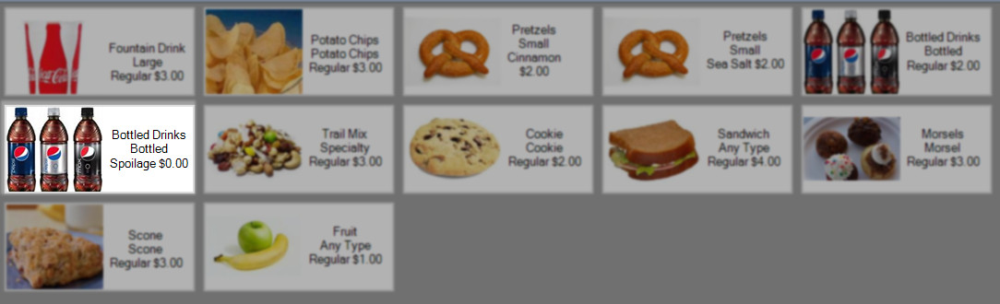 Fountain Drink
Large
Regular $3.00
Potato Chips
Potato Chips
Regular $3.00
Pretzels
Small
Cinnamon
$2.00
Pretzels
Small
Sea Salt $2.00
Bottled Drinks
Bottled
Regular $2.00
Bottled Drinks
Bottled
Spoilage $0.00
Trail Mix
Specialty
Regular $3.00
Cookie
Cookie
Regular $2.00
Sandwich
Any Type
Regular $4.00
Morsels
Morsel
Regular $3.00
Scone
Scone
Regular $3.00
Fruit
Any Type
Regular $1.00